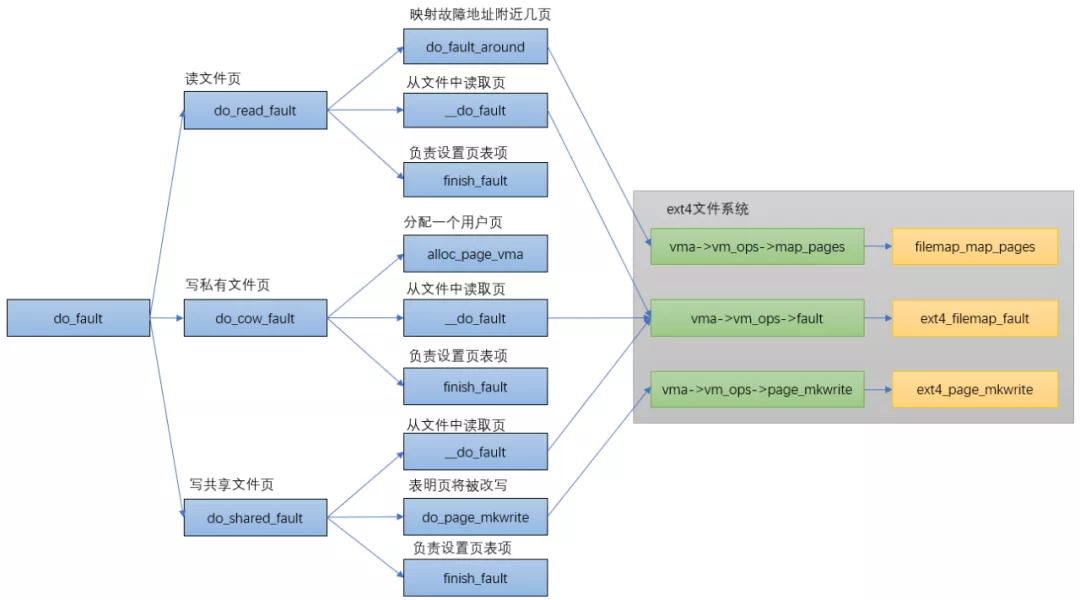 映射故障地址附近几页
do_fault_around
读文件页
do_read_fault
从文件中读取页
__do_fault
负责设置页表项
finish_fault
ext4文件系统
vma->vm_ops->map_pages
filemap_map_pages
分配一个用户页
alloc_page_vma
do_fault
写私有文件页
do_cow_fault
从文件中读取页
__do_fault
vma->vm_ops->fault
ext4_filemap_fault
负责设置页表项
finish_fault
vma->vm_ops->page_mkwrite
ext4_page_mkwrite
从文件中读取页
__do_fault
写共享文件页
do_shared_fault
表明页将被改写
do_page_mkwrite
负责设置页表项
finish_fault